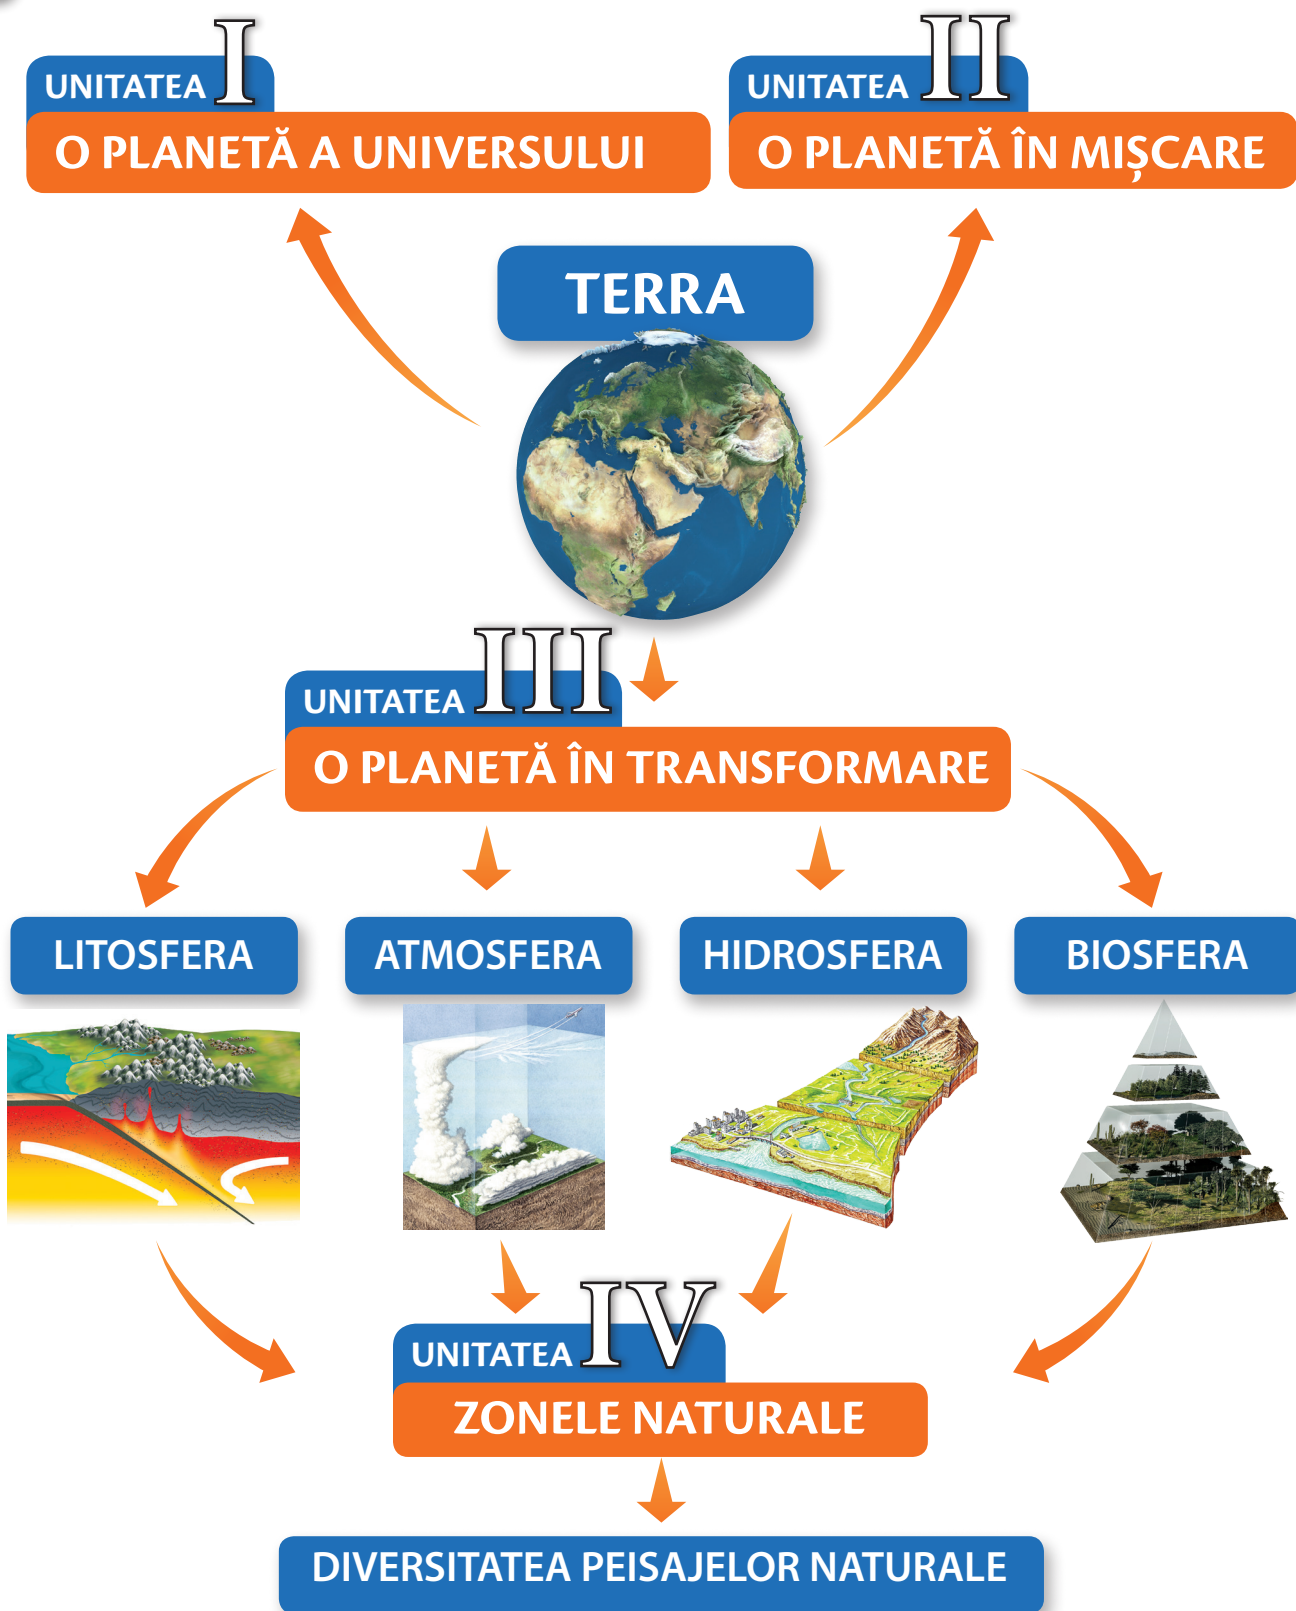 UNITATEA I
O PLANETĂ A UNIVERSULUI
UNITATEA II
O PLANETĂ ÎN MIȘCARE
TERRA
UNITATEA III
O PLANETĂ ÎN TRANSFORMARE
LITOSFERA
ATMOSFERA
HIDROSFERA
BIOSFERA
UNITATEA IV
ZONELE NATURALE
DIVERSITATEA PEISAJELOR NATURALE